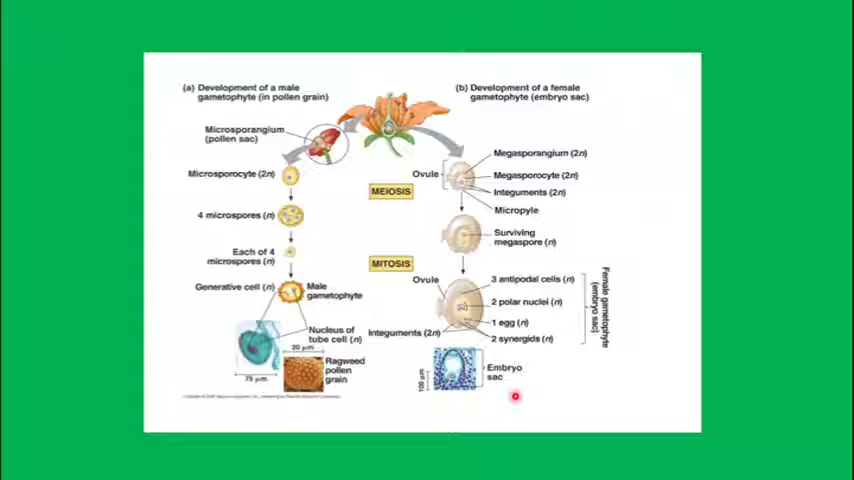 (a) Development of a male
gametophyte (in pollen grain)
(b) Development of a female
gametophyte (embryo sac)
Microsporangium
(pollen sac)
Microsporocyte (2n)
4 microspores (n)
Each of 4
microspores (n)
Generative cell (n)
Male
gametophyte
Nucleus of
tube cell (n)
20 μm
75 μm
Ragweed
pollen
grain
MEIOSIS
MITOSIS
Ovule
Megasporangium (2n)
Megasporocyte (2n)
Integuments (2n)
Micropyle
Surviving
megaspore (n)
Ovule
3 antipodal cells (n)
2 polar nuclei (n)
1 egg (n)
2 synergids (n)
Integuments (2n)
Female gametophyte
(embryo sac)
Embryo
sac
100 μm